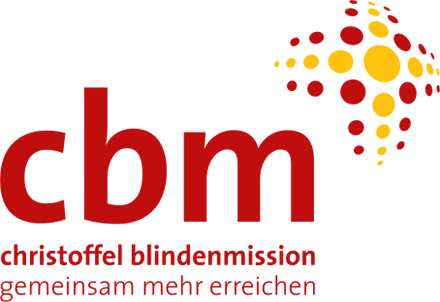 cbm
christoffel blindenmission
gemeinsam mehr erreichen